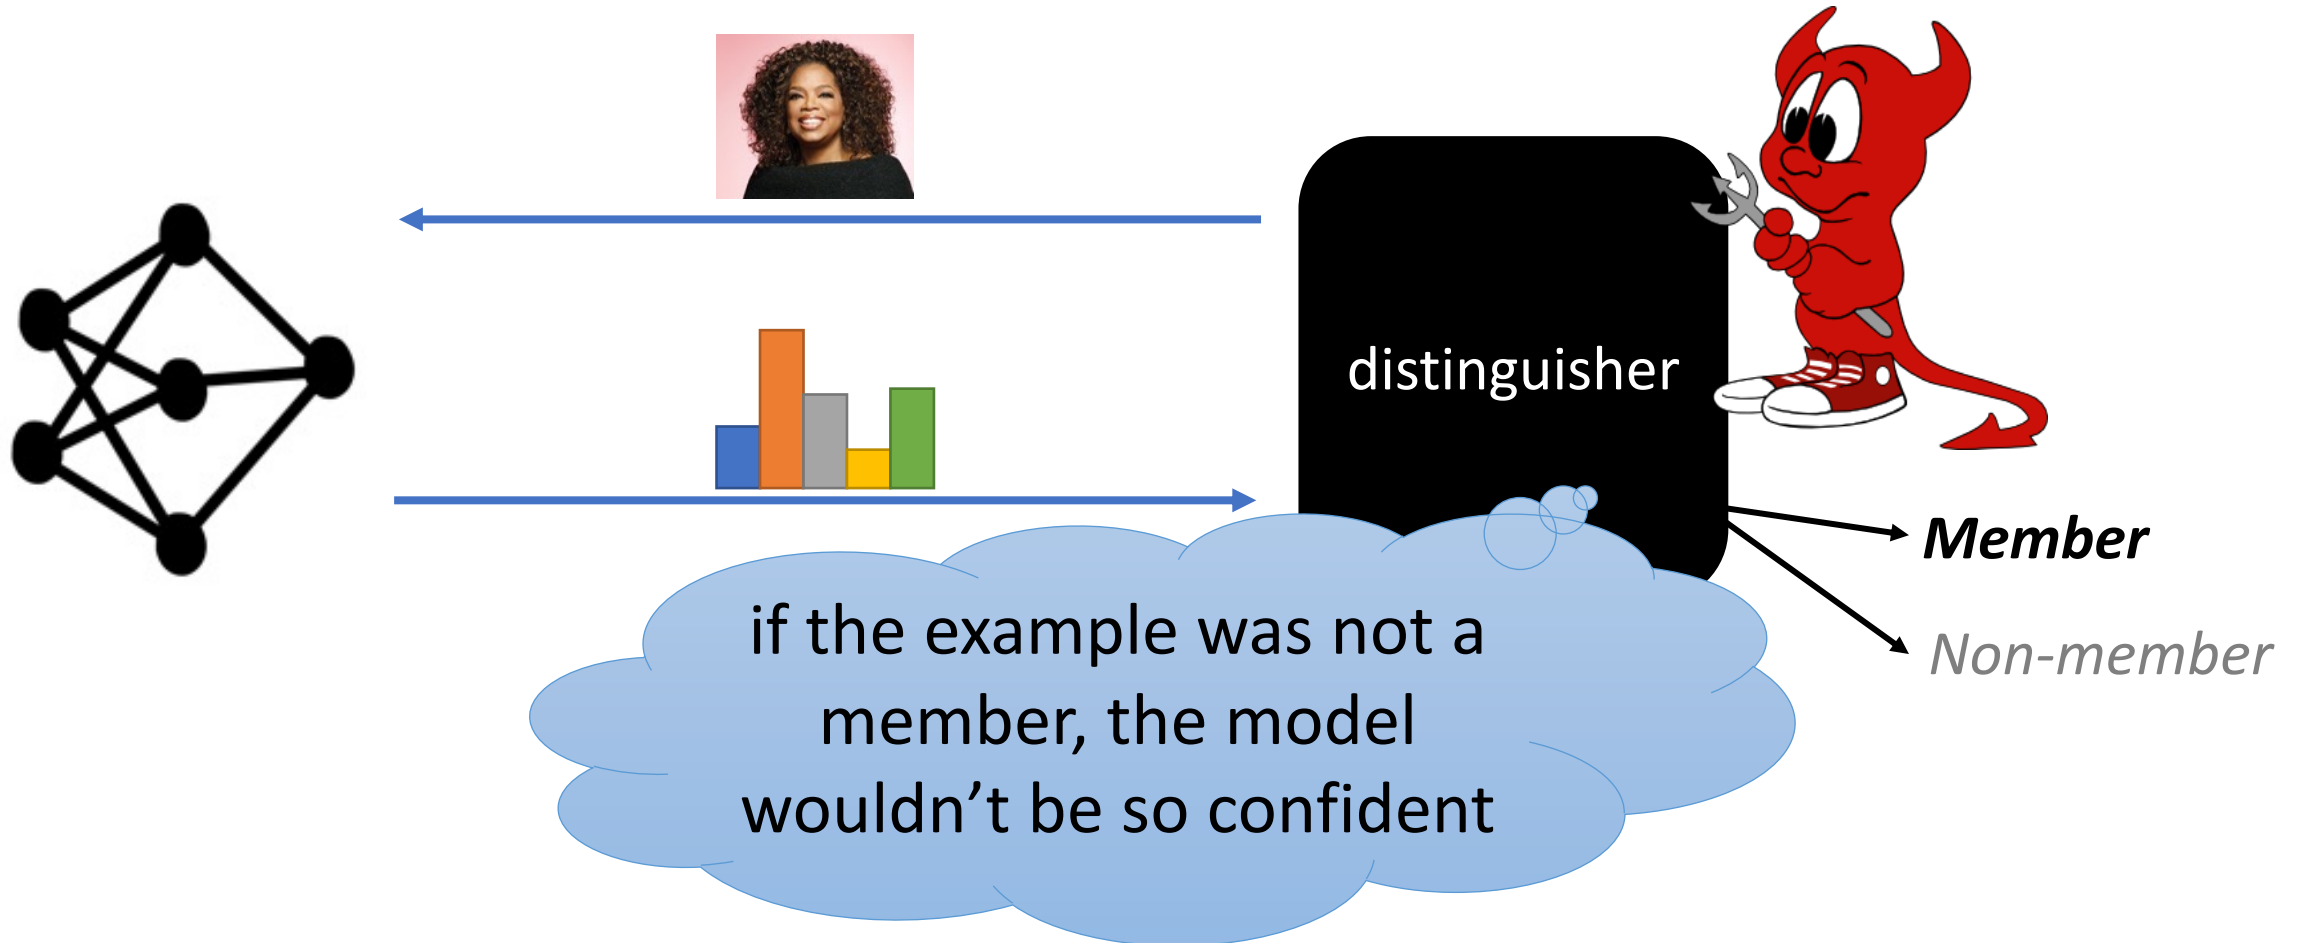 distinguisher
Member
Non-member
if the example was not a
member, the model
wouldn’t be so confident